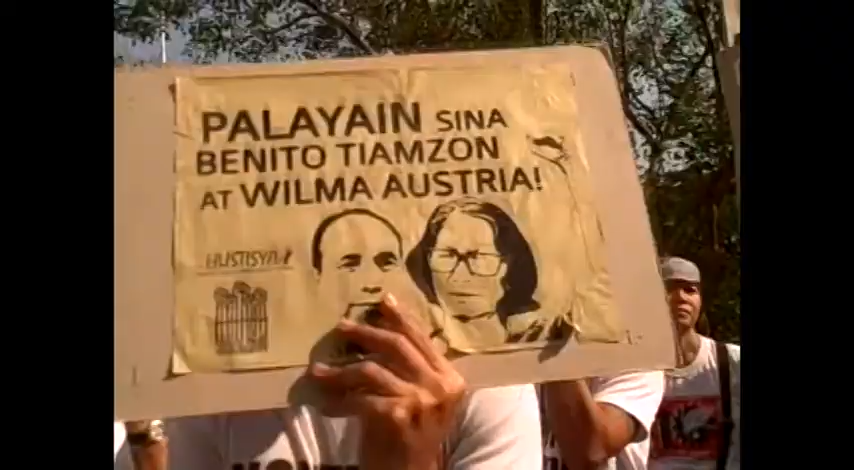 PALAYAIN SINA
BENITO TIAMZON
AT WILMA AUSTRIA!
HUSTISYA!